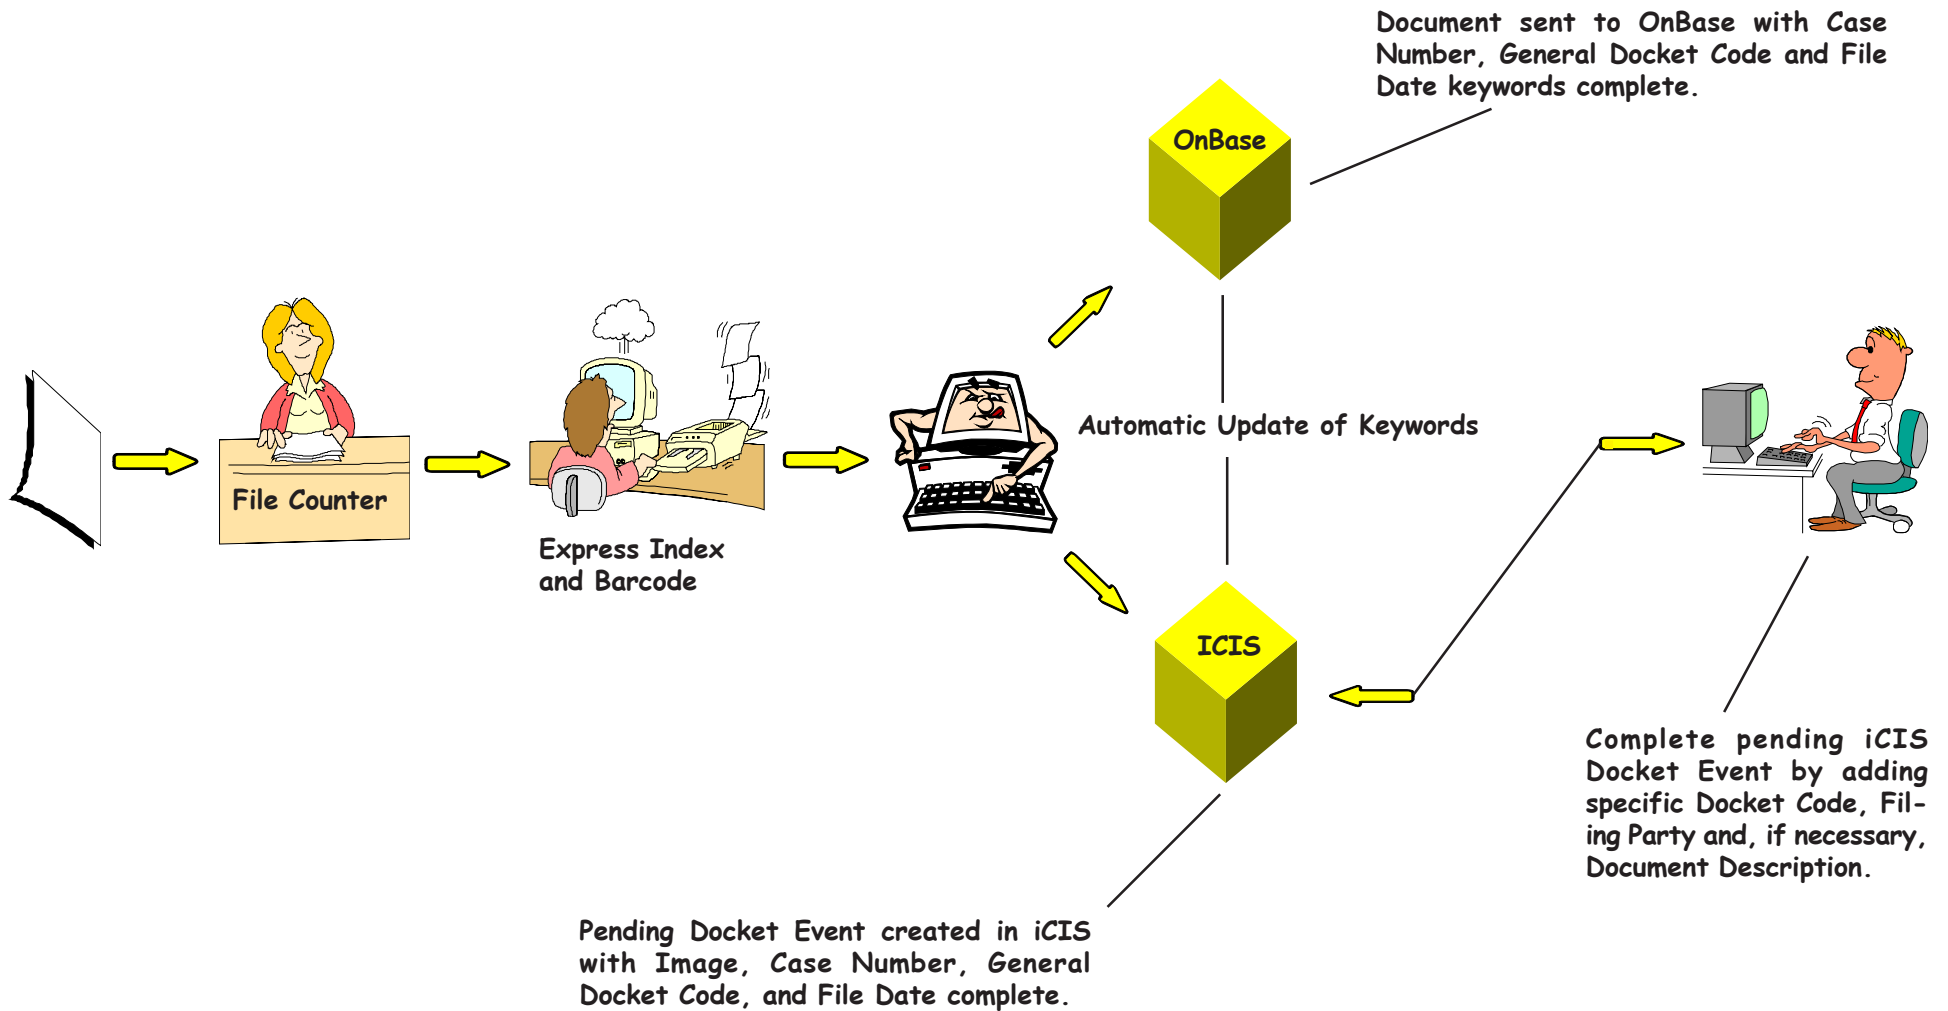 Document sent to OnBase with Case
Number, General Docket Code and File
Date keywords complete.
OnBase
Automatic Update of Keywords
File Counter
Express Index
and Barcode
ICIS
Complete pending iCIS
Docket Event by adding
specific Docket Code, Fil-
ing Party and, if necessary,
Document Description.
Pending Docket Event created in iCIS
with Image, Case Number, General
Docket Code, and File Date complete.